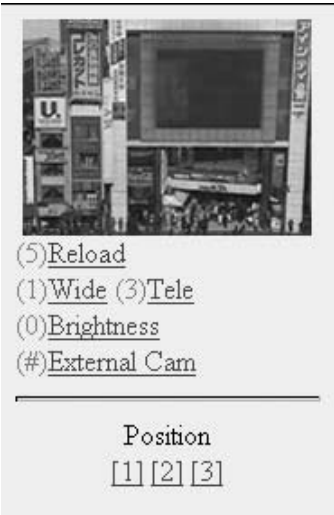 U.
(5)Reload
(1)Wide (3)Tele
(0)Brightness
(#)External Cam
Position
[1] [2] [3]